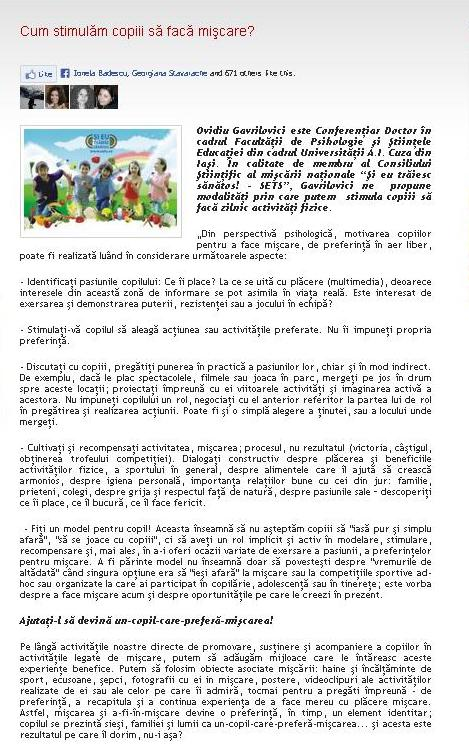 Cum stimulăm copiii să facă mişcare?
Like
Ionela Badescu, Georgiana Stavarache and 671 others like this.
ŞI EU
TRĂIESC
SĂNĂTOS!
Ovidiu Gavrilovici este Conferenţiar Doctor în
cadrul Facultăţii de Psihologie şi Ştiinţele
Educaţiei din cadrul Universităţii A.I. Cuza din
Iaşi. În calitate de membru al Consiliului
Ştiinţific al mişcării naţionale “Şi eu trăiesc
sănătos! - SETS”, Gavrilovici ne propune
modalităţi prin care putem stimula copiii să
facă zilnic activităţi fizice.
„Din perspectivă psihologică, motivarea copiilor
pentru a face mişcare, de preferinţă în aer liber,
poate fi realizată luând în considerare următoarele aspecte:
- Identificaţi pasiunile copilului: Ce îi place? La ce se uită cu plăcere (multimedia), deoarece
interesele din această zonă de informare se pot asimila în viaţa reală. Este interesat de
exersarea şi demonstrarea puterii, rezistenţei sau a jocului în echipă?
- Stimulaţi-vă copilul să aleagă acţiunea sau activităţile preferate. Nu îi impuneţi propria
preferinţă.
- Discutaţi cu copiii, pregătiţi punerea în practică a pasiunilor lor, chiar şi în mod indirect.
De exemplu, dacă le plac spectacolele, filmele sau joaca în parc, mergeţi pe jos în drum
spre aceste locaţii; proiectaţi împreună cu ei viitoarele activităţi şi imaginarea activă a
acestora. Nu impuneţi copilului un rol, negociaţi cu el anterior referitor la partea lui de rol
în pregătirea şi realizarea acţiunii. Poate fi şi o simplă alegere a ţinutei, sau a locului unde
mergeţi.
- Cultivaţi şi recompensaţi activitatea, mişcarea; procesul, nu rezultatul (victoria, câştigul,
obţinerea trofeului competiţiei). Dialogaţi constructiv despre plăcerea şi beneficiile
activităţilor fizice, a sportului în general, despre alimentele care îl ajută să crească
armonios, despre igiena personală, importanţa relaţiilor bune cu cei din jur: familie,
prieteni, colegi, despre grija şi respectul faţă de natură, despre pasiunile sale – descoperiţi
ce îi place, ce îl bucură, ce îl face fericit.
- Fiţi un model pentru copil! Aceasta înseamnă să nu aşteptăm copiii să "iasă pur şi simplu
afară", "să se joace cu copiii", ci să aveţi un rol implicit şi activ în modelare, stimulare,
recompensare şi, mai ales, în a-i oferi ocazii variate de exersare a pasiunii, a preferinţelor
pentru mişcare. A fi părinte model nu înseamnă doar să povesteşti despre "vremurile de
altădată" când singura opţiune era să "ieşi afară" la mişcare sau la competiţiile sportive ad-
hoc sau organizate la care ai participat în copilărie, adolescenţă sau în tinereţe; este vorba
despre a face mişcare acum şi despre oportunităţile pe care le creezi în prezent.
Ajutaţi-l să devină un-copil-care-preferă-mişcarea!
Pe lângă activităţile noastre directe de promovare, susţinere şi acompaniere a copiilor în
activităţile legate de mişcare, putem să adăugăm mijloace care le întăreasc aceste
experienţe benefice. Putem să folosim obiecte asociate mişcării: haine şi încălţăminte de
sport, ecusoane, şepci, fotografii cu ei in mişcare, postere, videoclipuri ale activităţilor
realizate de ei sau ale celor pe care îi admiră, tocmai pentru a pregăti împreună - de
preferinţă, a recapitula şi a continua experienţa de a face mereu cu plăcere mişcare.
Astfel, mişcarea şi a-fi-în-mişcare devine o preferinţă, în timp, un element identitar;
copilul se prezintă sieşi, familiei şi lumii ca un-copil-care-preferă-mişcarea... şi acesta este
rezultatul pe care îl dorim, nu-i aşa?